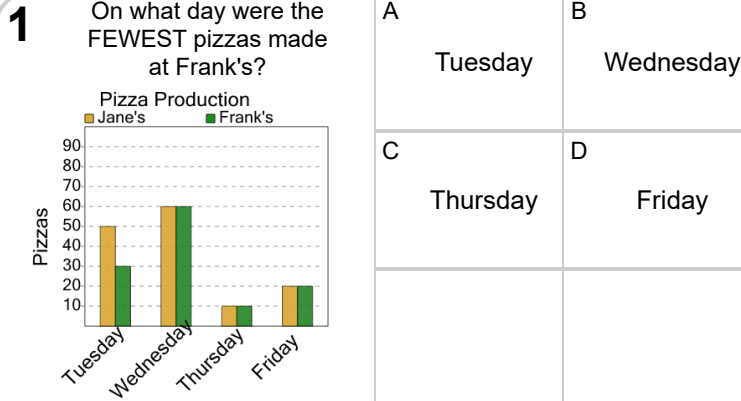 1
On what day were the
FEWEST pizzas made
at Frank's?
Pizza Production
Jane's Frank's
90
80
70
60
50
40
30
20
10
Pizzas
Tuesday
Wednesday
Thursday
Friday
A
Tuesday
B
Wednesday
C
Thursday
D
Friday